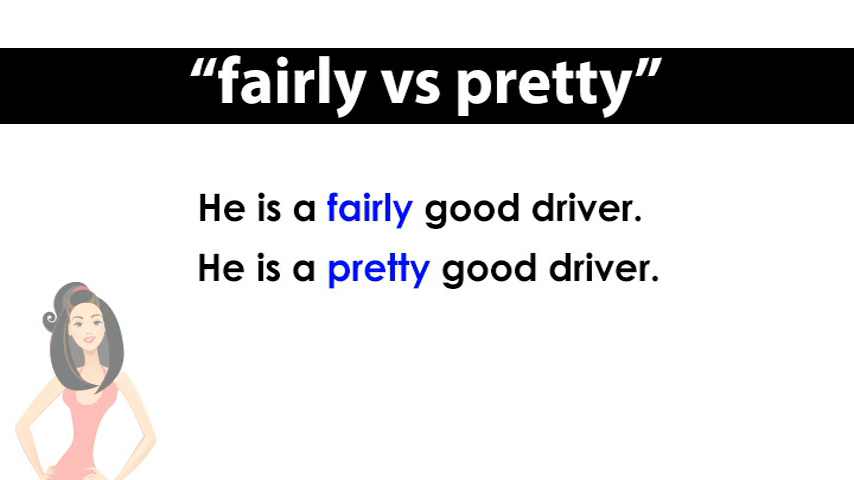 “fairly vs pretty”
He is a fairly good driver.
He is a pretty good driver.